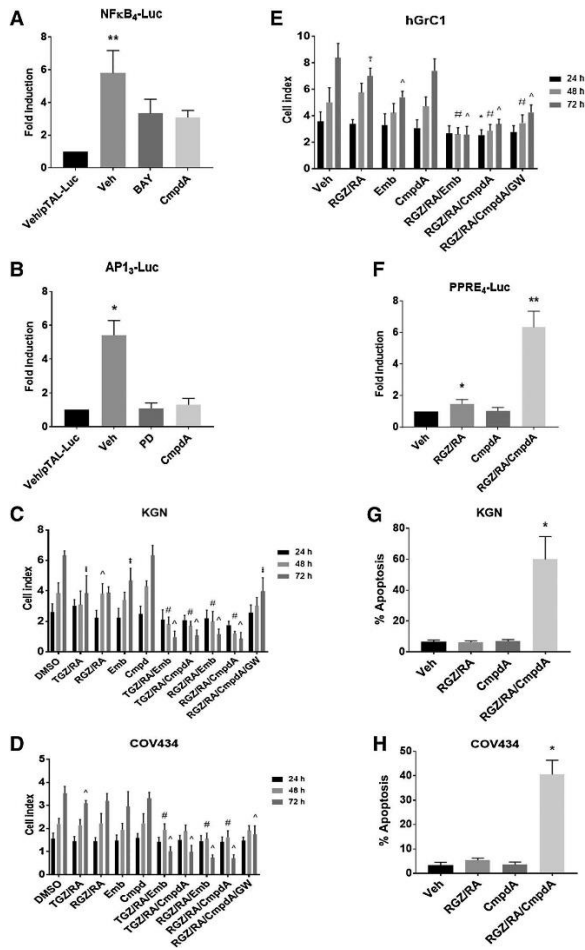 A
NFκB₄-Luc
Fold Induction
8
6
4
2
0
**
Veh/pTAL-Luc
Veh
BAY
CmpdA
B
AP1₃-Luc
Fold Induction
8
6
4
2
0
*
Veh/pTAL-Luc
Veh
PD
CmpdA
C
KGN
Cell index
8
6
4
2
0
24 h
48 h
72 h
‡ ^ ‡ # ^ # ^ # ^ # ^ ‡
DMSO
TGZ/RA
RGZ/RA
Emb
Cmpd
TGZ/RA/Emb
TGZ/RA/CmpdA
RGZ/RA/Emb
RGZ/RA/CmpdA
RGZ/RA/CmpdA/GW
D
COV434
Cell index
5
4
3
2
1
0
24 h
48 h
72 h
^ # ^ ^ # ^ # ^ ^
DMSO
TGZ/RA
RGZ/RA
Emb
Cmpd
TGZ/RA/Emb
TGZ/RA/CmpdA
RGZ/RA/Emb
RGZ/RA/CmpdA
RGZ/RA/CmpdA/GW
E
hGrC1
Cell index
10
8
6
4
2
0
24 h
48 h
72 h
^ # ^ * # ^ # ^
Veh
RGZ/RA
Emb
CmpdA
RGZ/RA/Emb
RGZ/RA/CmpdA
RGZ/RA/CmpdA/GW
F
PPRE₄-Luc
Fold Induction
8
6
4
2
0
*
**
Veh
RGZ/RA
CmpdA
RGZ/RA/CmpdA
G
KGN
% Apoptosis
80
60
40
20
0
*
Veh
RGZ/RA
CmpdA
RGZ/RA/CmpdA
H
COV434
% Apoptosis
50
40
30
20
10
0
*
Veh
RGZ/RA
CmpdA
RGZ/RA/CmpdA